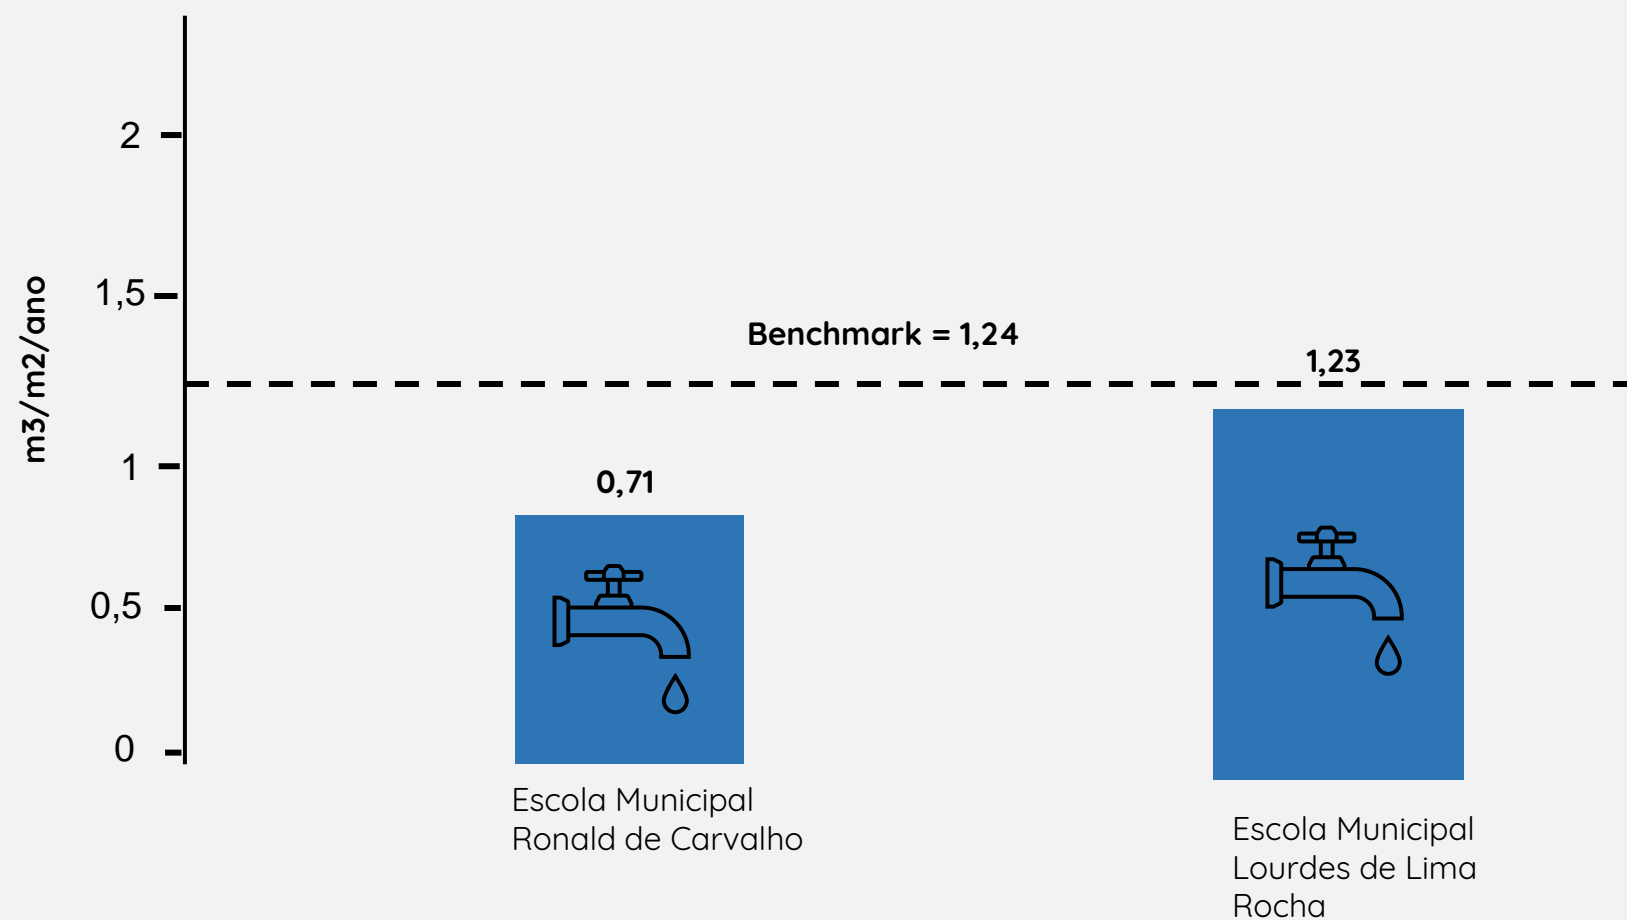 2
1,5
m3/m2/ano
Benchmark = 1,24
1,23
1
0,71
0,5
0
Escola Municipal
Ronald de Carvalho
Escola Municipal
Lourdes de Lima
Rocha